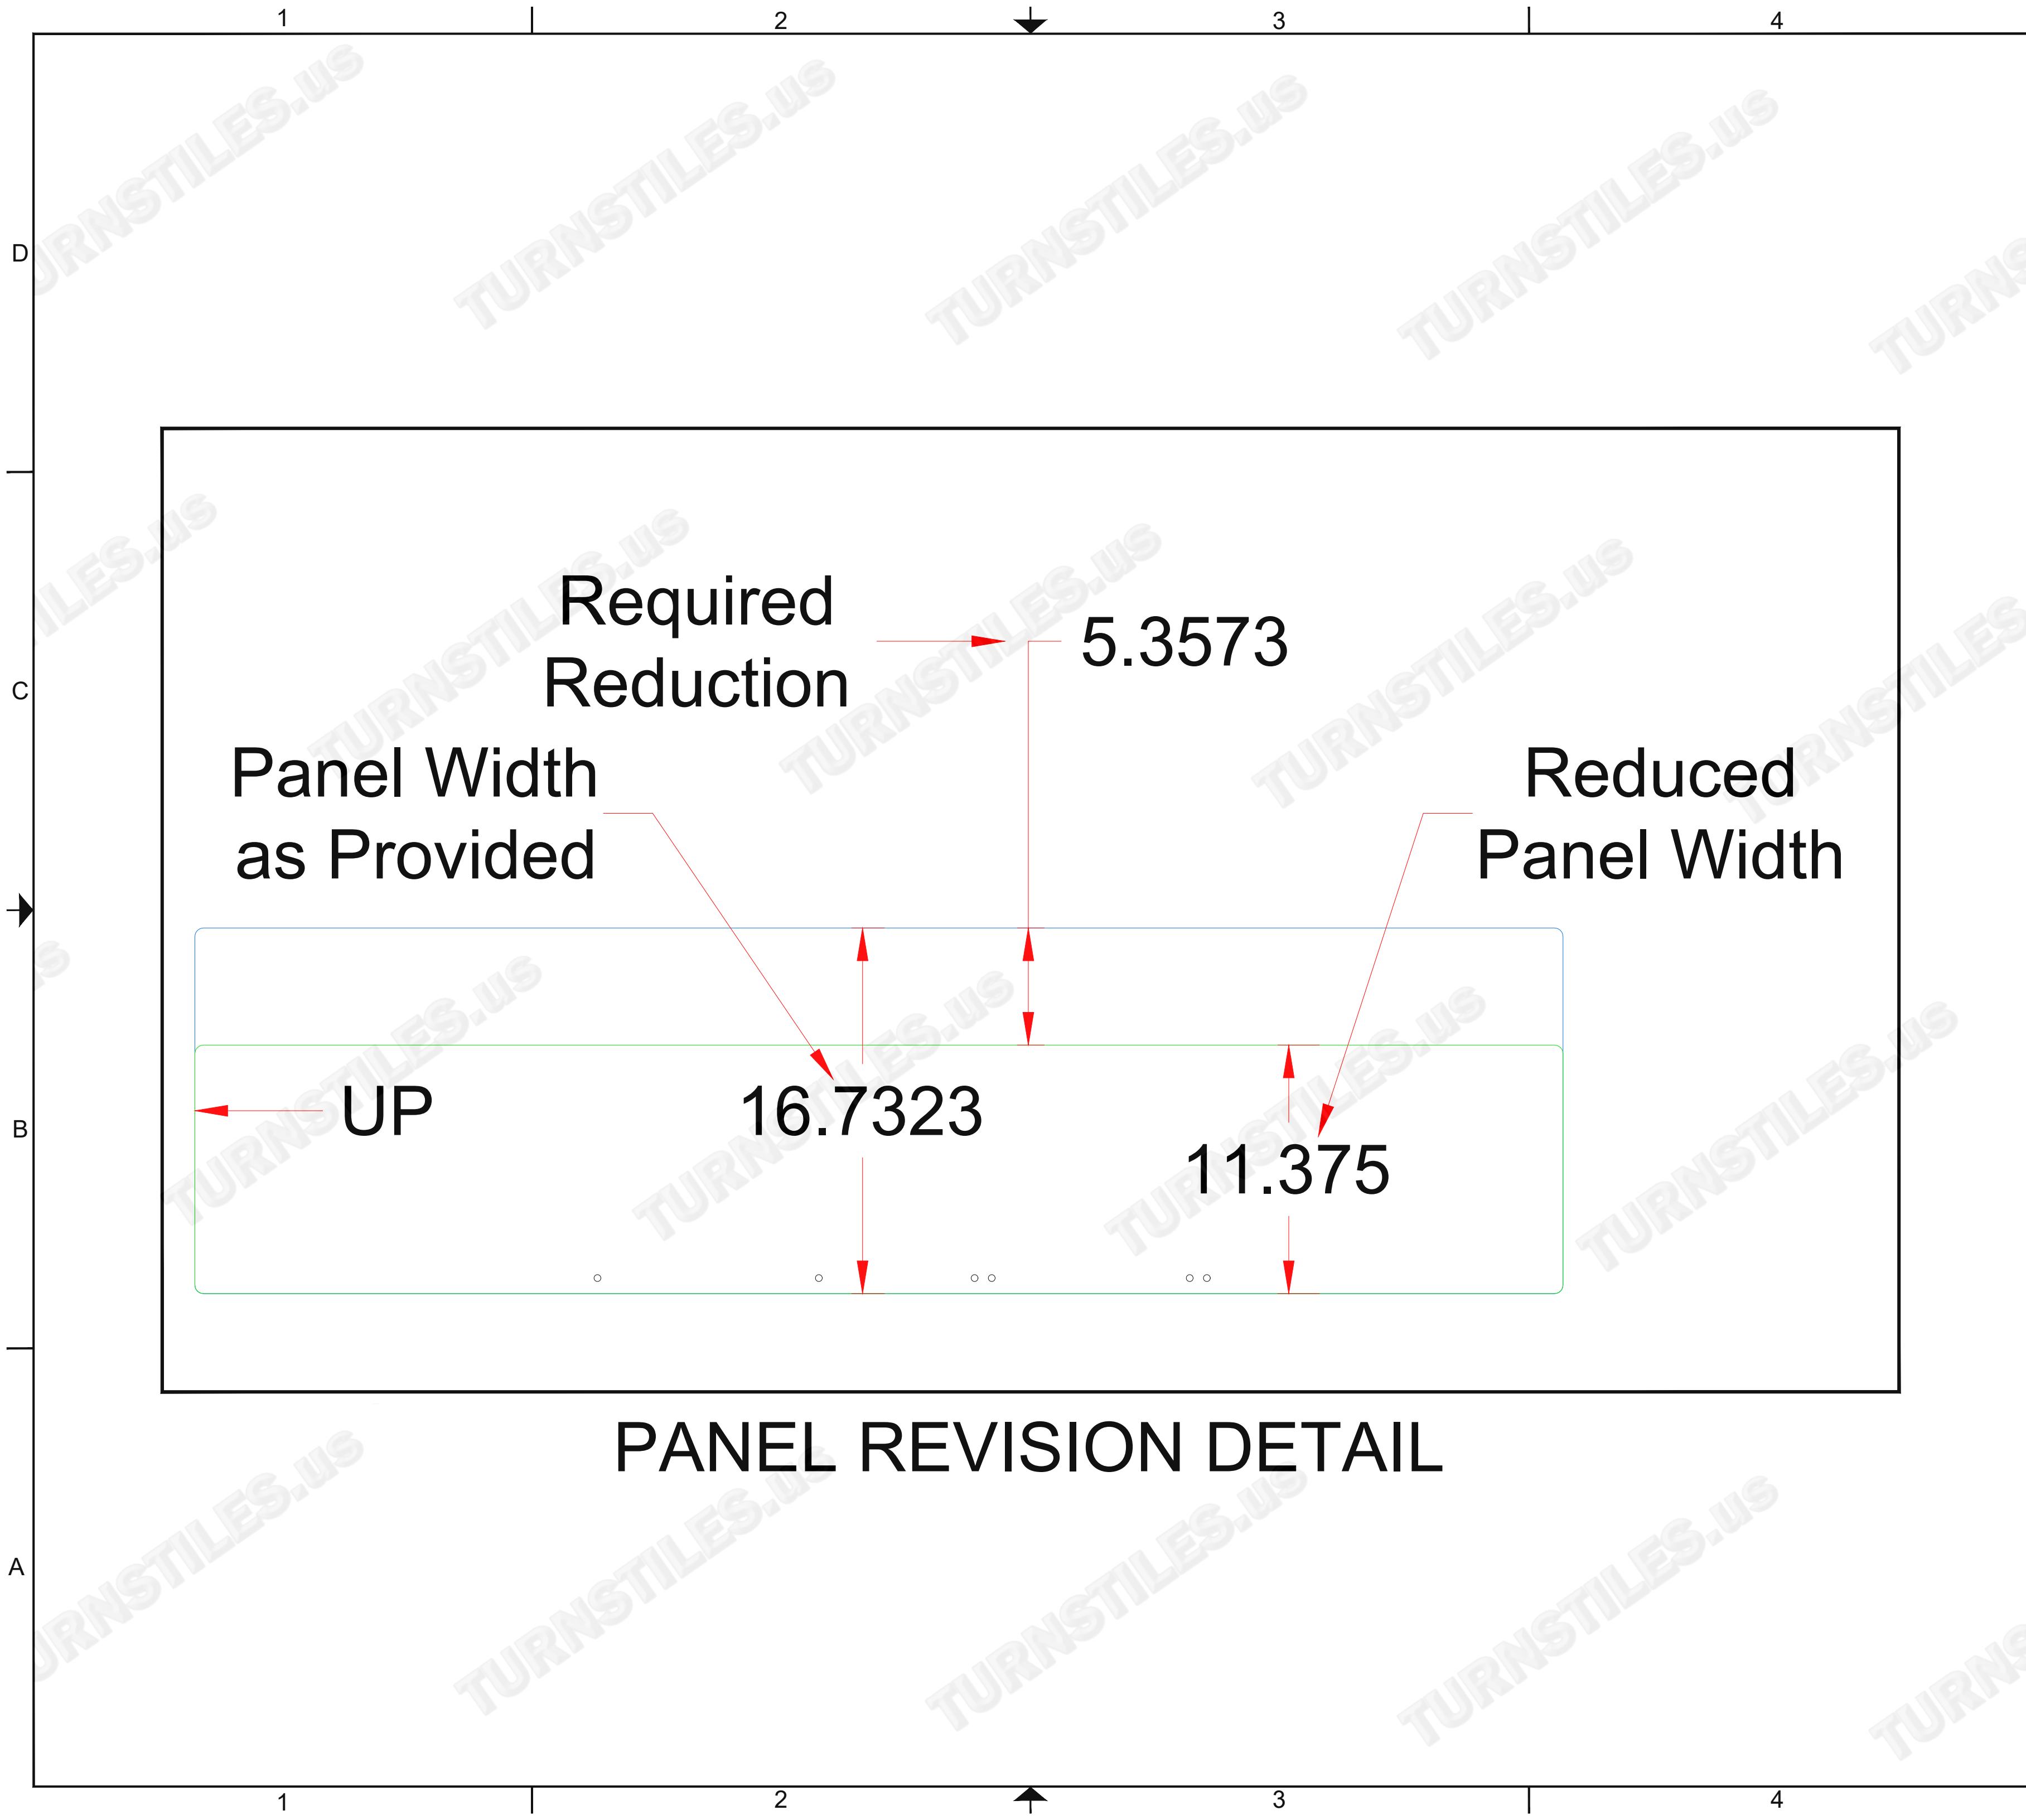 1 2 3 4
D
C
B
A
Required
Reduction
5.3573
Panel Width
as Provided
Reduced
Panel Width
UP
16.7323
11.375
PANEL REVISION DETAIL
1 2 3 4
TURNSTILES.us